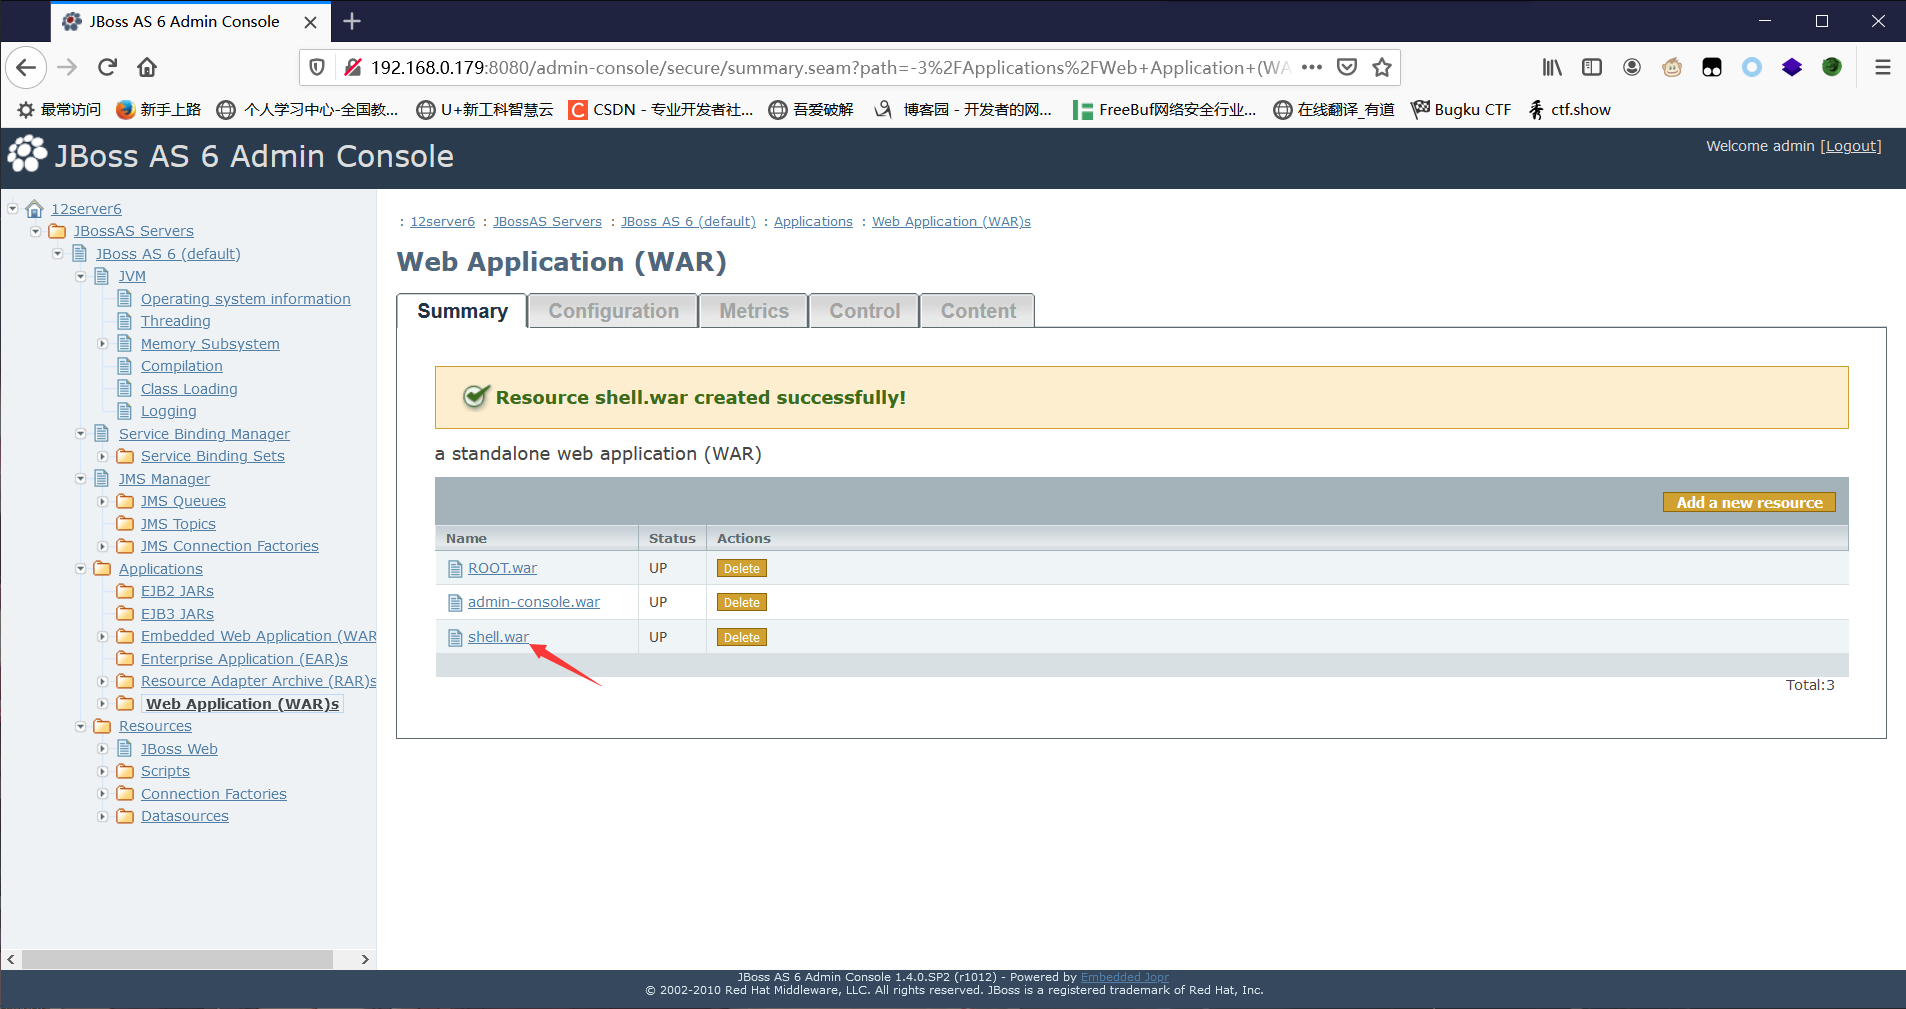 JBoss AS 6 Admin Console
192.168.0.179:8080/admin-console/secure/summary.seam?path=-3%2FApplications%2FWeb+Application+(WA
最常访问 新手上路 个人学习中心-全国教... U+新工科智慧云 CSDN - 专业开发者社... 吾爱破解 博客园 - 开发者的网... FreeBuf网络安全行业... 在线翻译_有道 Bugku CTF ctf.show
JBoss AS 6 Admin Console
Welcome admin [Logout]
12server6
JBossAS Servers
JBoss AS 6 (default)
JVM
Operating system information
Threading
Memory Subsystem
Compilation
Class Loading
Logging
Service Binding Manager
Service Binding Sets
JMS Manager
JMS Queues
JMS Topics
JMS Connection Factories
Applications
EJB2 JARs
EJB3 JARs
Embedded Web Application (WAR
Enterprise Application (EAR)s
Resource Adapter Archive (RAR)s
Web Application (WAR)s
Resources
JBoss Web
Scripts
Connection Factories
Datasources
: 12server6 : JBossAS Servers : JBoss AS 6 (default) : Applications : Web Application (WAR)s
Web Application (WAR)
Summary Configuration Metrics Control Content
Resource shell.war created successfully!
a standalone web application (WAR)
Add a new resource
Name Status Actions
ROOT.war UP Delete
admin-console.war UP Delete
shell.war UP Delete
Total:3
JBoss AS 6 Admin Console 1.4.0.SP2 (r1012) - Powered by Embedded Jopr
© 2002-2010 Red Hat Middleware, LLC. All rights reserved. JBoss is a registered trademark of Red Hat, Inc.